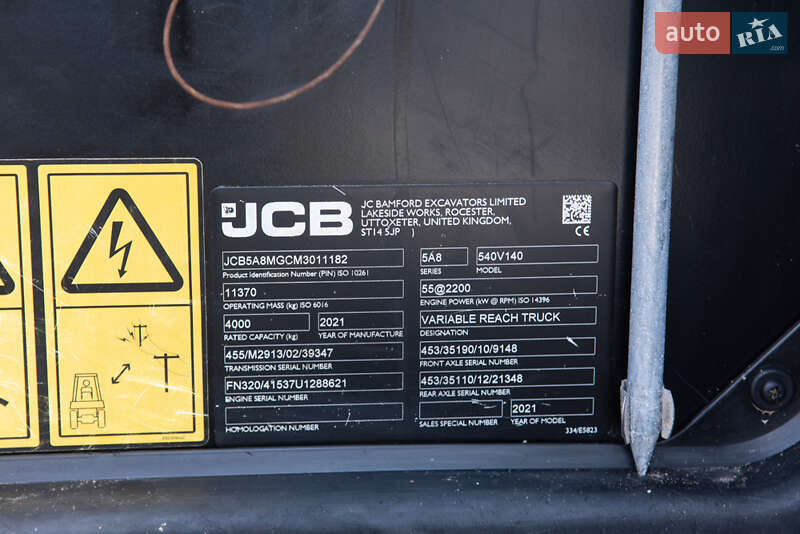 auto RIA .com
JCB
JC BAMFORD EXCAVATORS LIMITED
LAKESIDE WORKS, ROCESTER,
UTTOXETER, UNITED KINGDOM,
ST14 5JP )
CE
JCB5A8MGCM3011182
Product Identification Number (PIN) ISO 10261
5A8 540V140
SERIES MODEL
11370
OPERATING MASS (kg) ISO 6016
55@2200
ENGINE POWER (kW @ RPM) ISO 14396
4000 2021
RATED CAPACITY (kg) YEAR OF MANUFACTURE
VARIABLE REACH TRUCK
DESIGNATION
455/M2913/02/39347
TRANSMISSION SERIAL NUMBER
453/35190/10/9148
FRONT AXLE SERIAL NUMBER
FN320/41537U1288621
ENGINE SERIAL NUMBER
453/35110/12/21348
REAR AXLE SERIAL NUMBER
HOMOLOGATION NUMBER
2021
SALES SPECIAL NUMBER YEAR OF MODEL
334/E5823